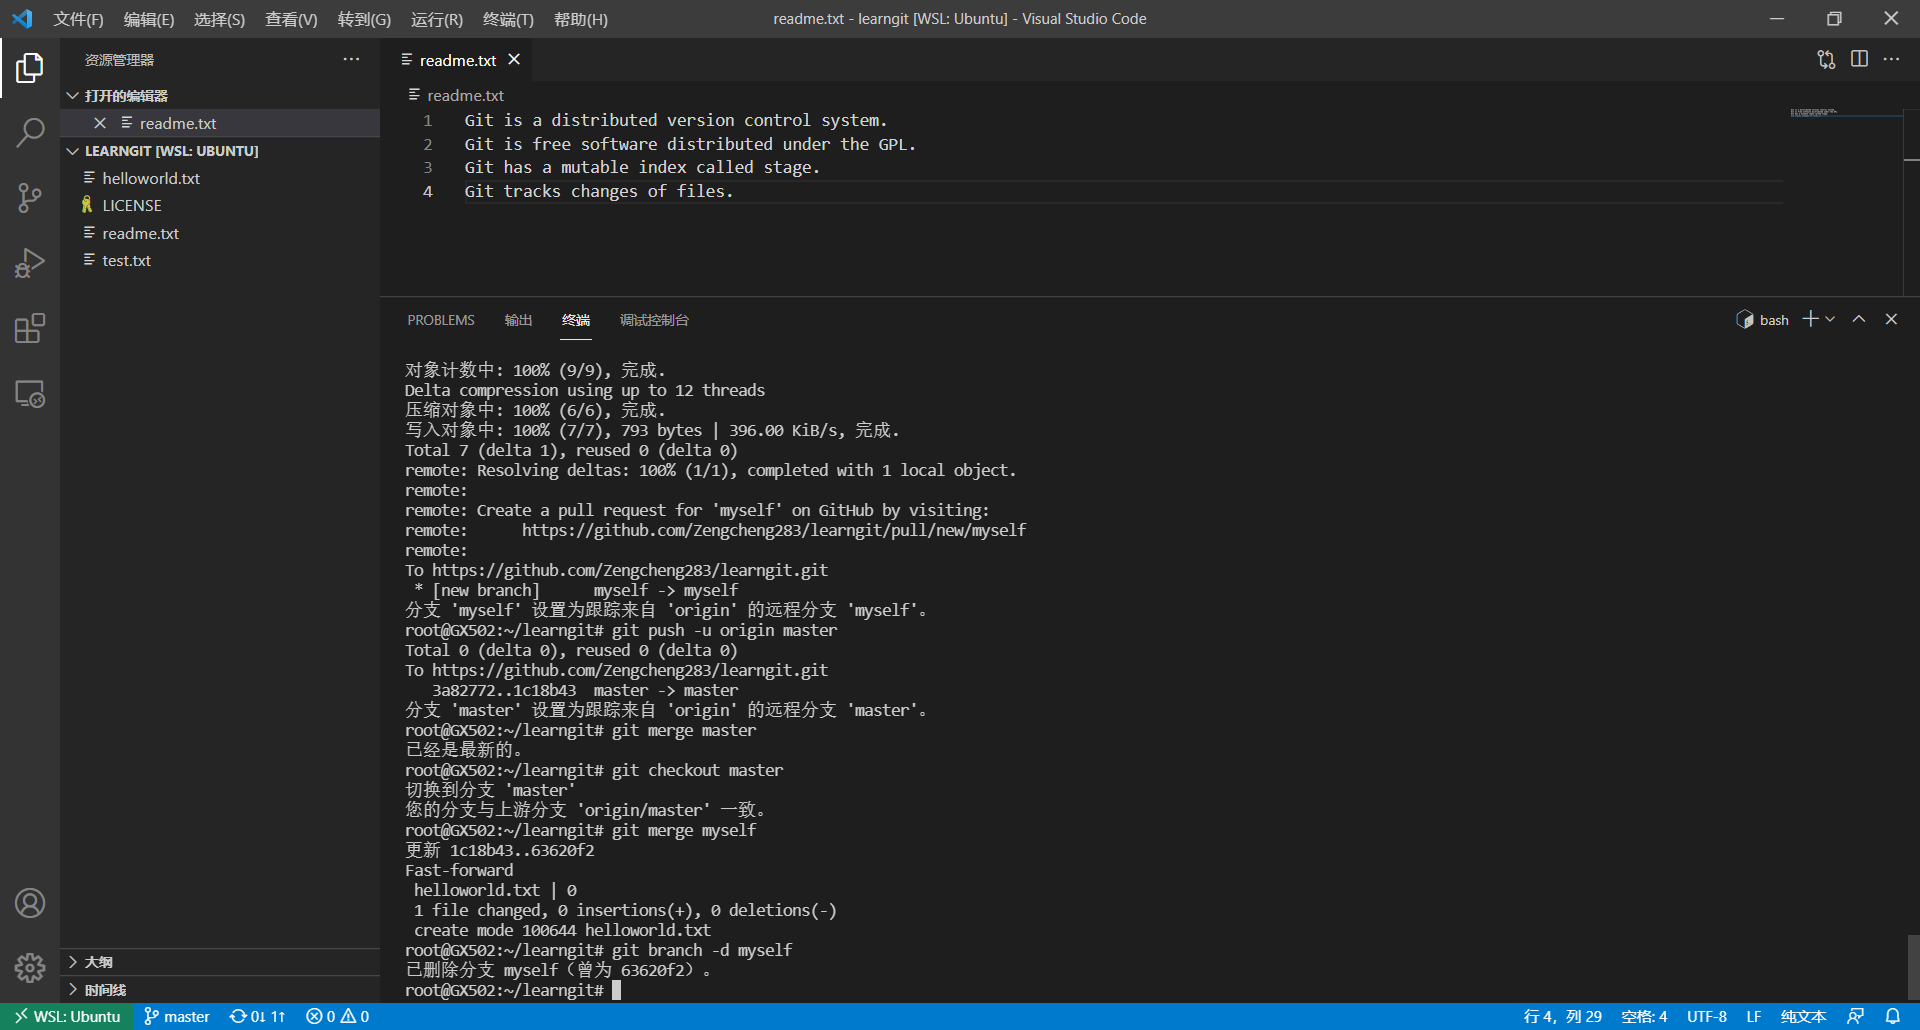 文件(F) 编辑(E) 选择(S) 查看(V) 转到(G) 运行(R) 终端(T) 帮助(H) readme.txt - learngit [WSL: Ubuntu] - Visual Studio Code
资源管理器
打开的编辑器
readme.txt
LEARNGIT [WSL: UBUNTU]
helloworld.txt
LICENSE
readme.txt
test.txt
大纲
时间线
readme.txt
readme.txt
1 Git is a distributed version control system.
2 Git is free software distributed under the GPL.
3 Git has a mutable index called stage.
4 Git tracks changes of files.
PROBLEMS 输出 终端 调试控制台 bash
对象计数中: 100% (9/9), 完成.
Delta compression using up to 12 threads
压缩对象中: 100% (6/6), 完成.
写入对象中: 100% (7/7), 793 bytes | 396.00 KiB/s, 完成.
Total 7 (delta 1), reused 0 (delta 0)
remote: Resolving deltas: 100% (1/1), completed with 1 local object.
remote:
remote: Create a pull request for 'myself' on GitHub by visiting:
remote:      https://github.com/Zengcheng283/learngit/pull/new/myself
remote:
To https://github.com/Zengcheng283/learngit.git
 * [new branch]      myself -> myself
分支 'myself' 设置为跟踪来自 'origin' 的远程分支 'myself'。
root@GX502:~/learngit# git push -u origin master
Total 0 (delta 0), reused 0 (delta 0)
To https://github.com/Zengcheng283/learngit.git
   3a82772..1c18b43  master -> master
分支 'master' 设置为跟踪来自 'origin' 的远程分支 'master'。
root@GX502:~/learngit# git merge master
已经是最新的。
root@GX502:~/learngit# git checkout master
切换到分支 'master'
您的分支与上游分支 'origin/master' 一致。
root@GX502:~/learngit# git merge myself
更新 1c18b43..63620f2
Fast-forward
 helloworld.txt | 0
 1 file changed, 0 insertions(+), 0 deletions(-)
 create mode 100644 helloworld.txt
root@GX502:~/learngit# git branch -d myself
已删除分支 myself（曾为 63620f2）。
root@GX502:~/learngit#
WSL: Ubuntu master 0↓ 1↑ 0 0 行 4，列 29 空格: 4 UTF-8 LF 纯文本